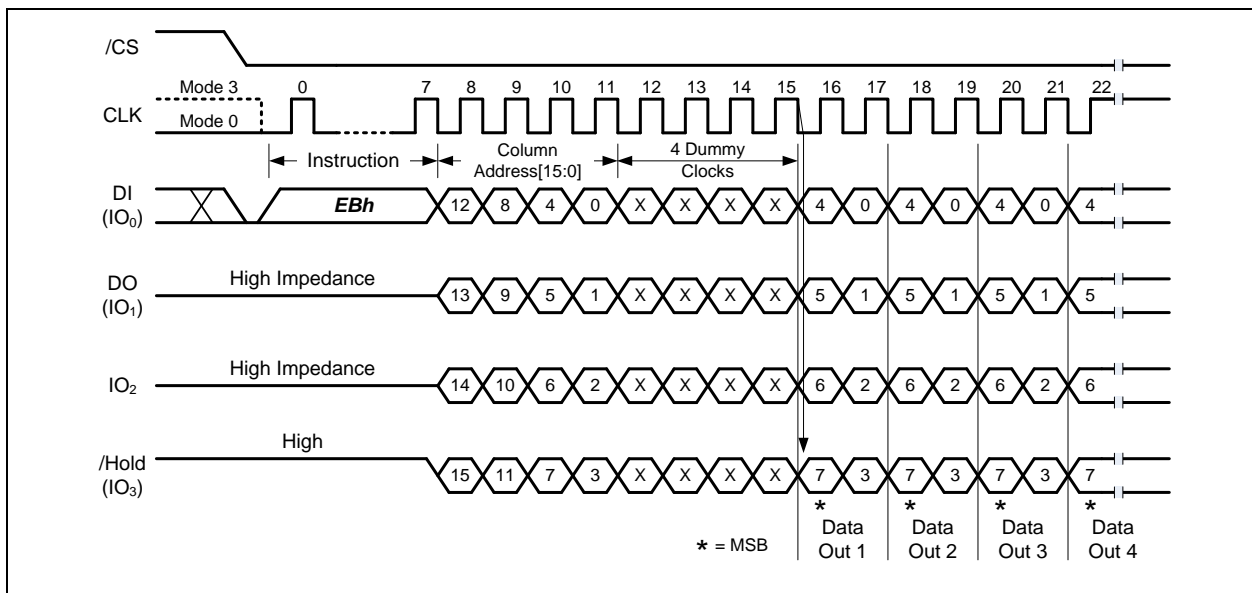 /CS
Mode 3 0 7 8 9 10 11 12 13 14 15 16 17 18 19 20 21 22
CLK
Mode 0
Instruction
Column
Address[15:0]
4 Dummy
Clocks
DI
(IO0)
EBh 12 8 4 0 X X X X 4 0 4 0 4 0 4
High Impedance
DO
(IO1)
13 9 5 1 X X X X 5 1 5 1 5 1 5
High Impedance
IO2
14 10 6 2 X X X X 6 2 6 2 6 2 6
High
/Hold
(IO3)
15 11 7 3 X X X X 7 3 7 3 7 3 7
* * * *
* = MSB
Data
Out 1
Data
Out 2
Data
Out 3
Data
Out 4